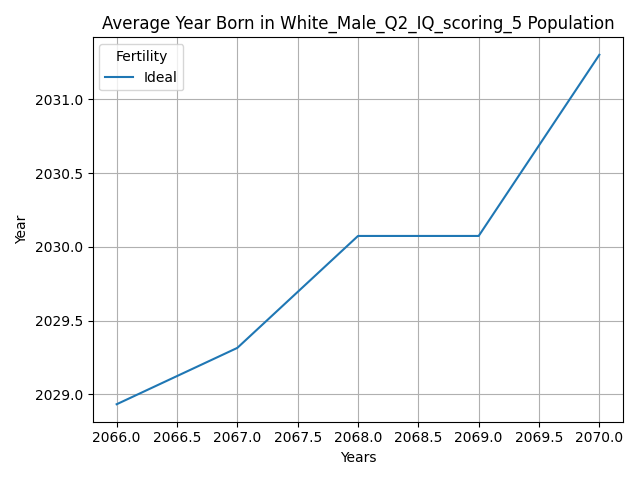 Average Year Born in White_Male_Q2_IQ_scoring_5 Population
Fertility
Ideal
Year
2031.0
2030.5
2030.0
2029.5
2029.0
2066.0 2066.5 2067.0 2067.5 2068.0 2068.5 2069.0 2069.5 2070.0
Years